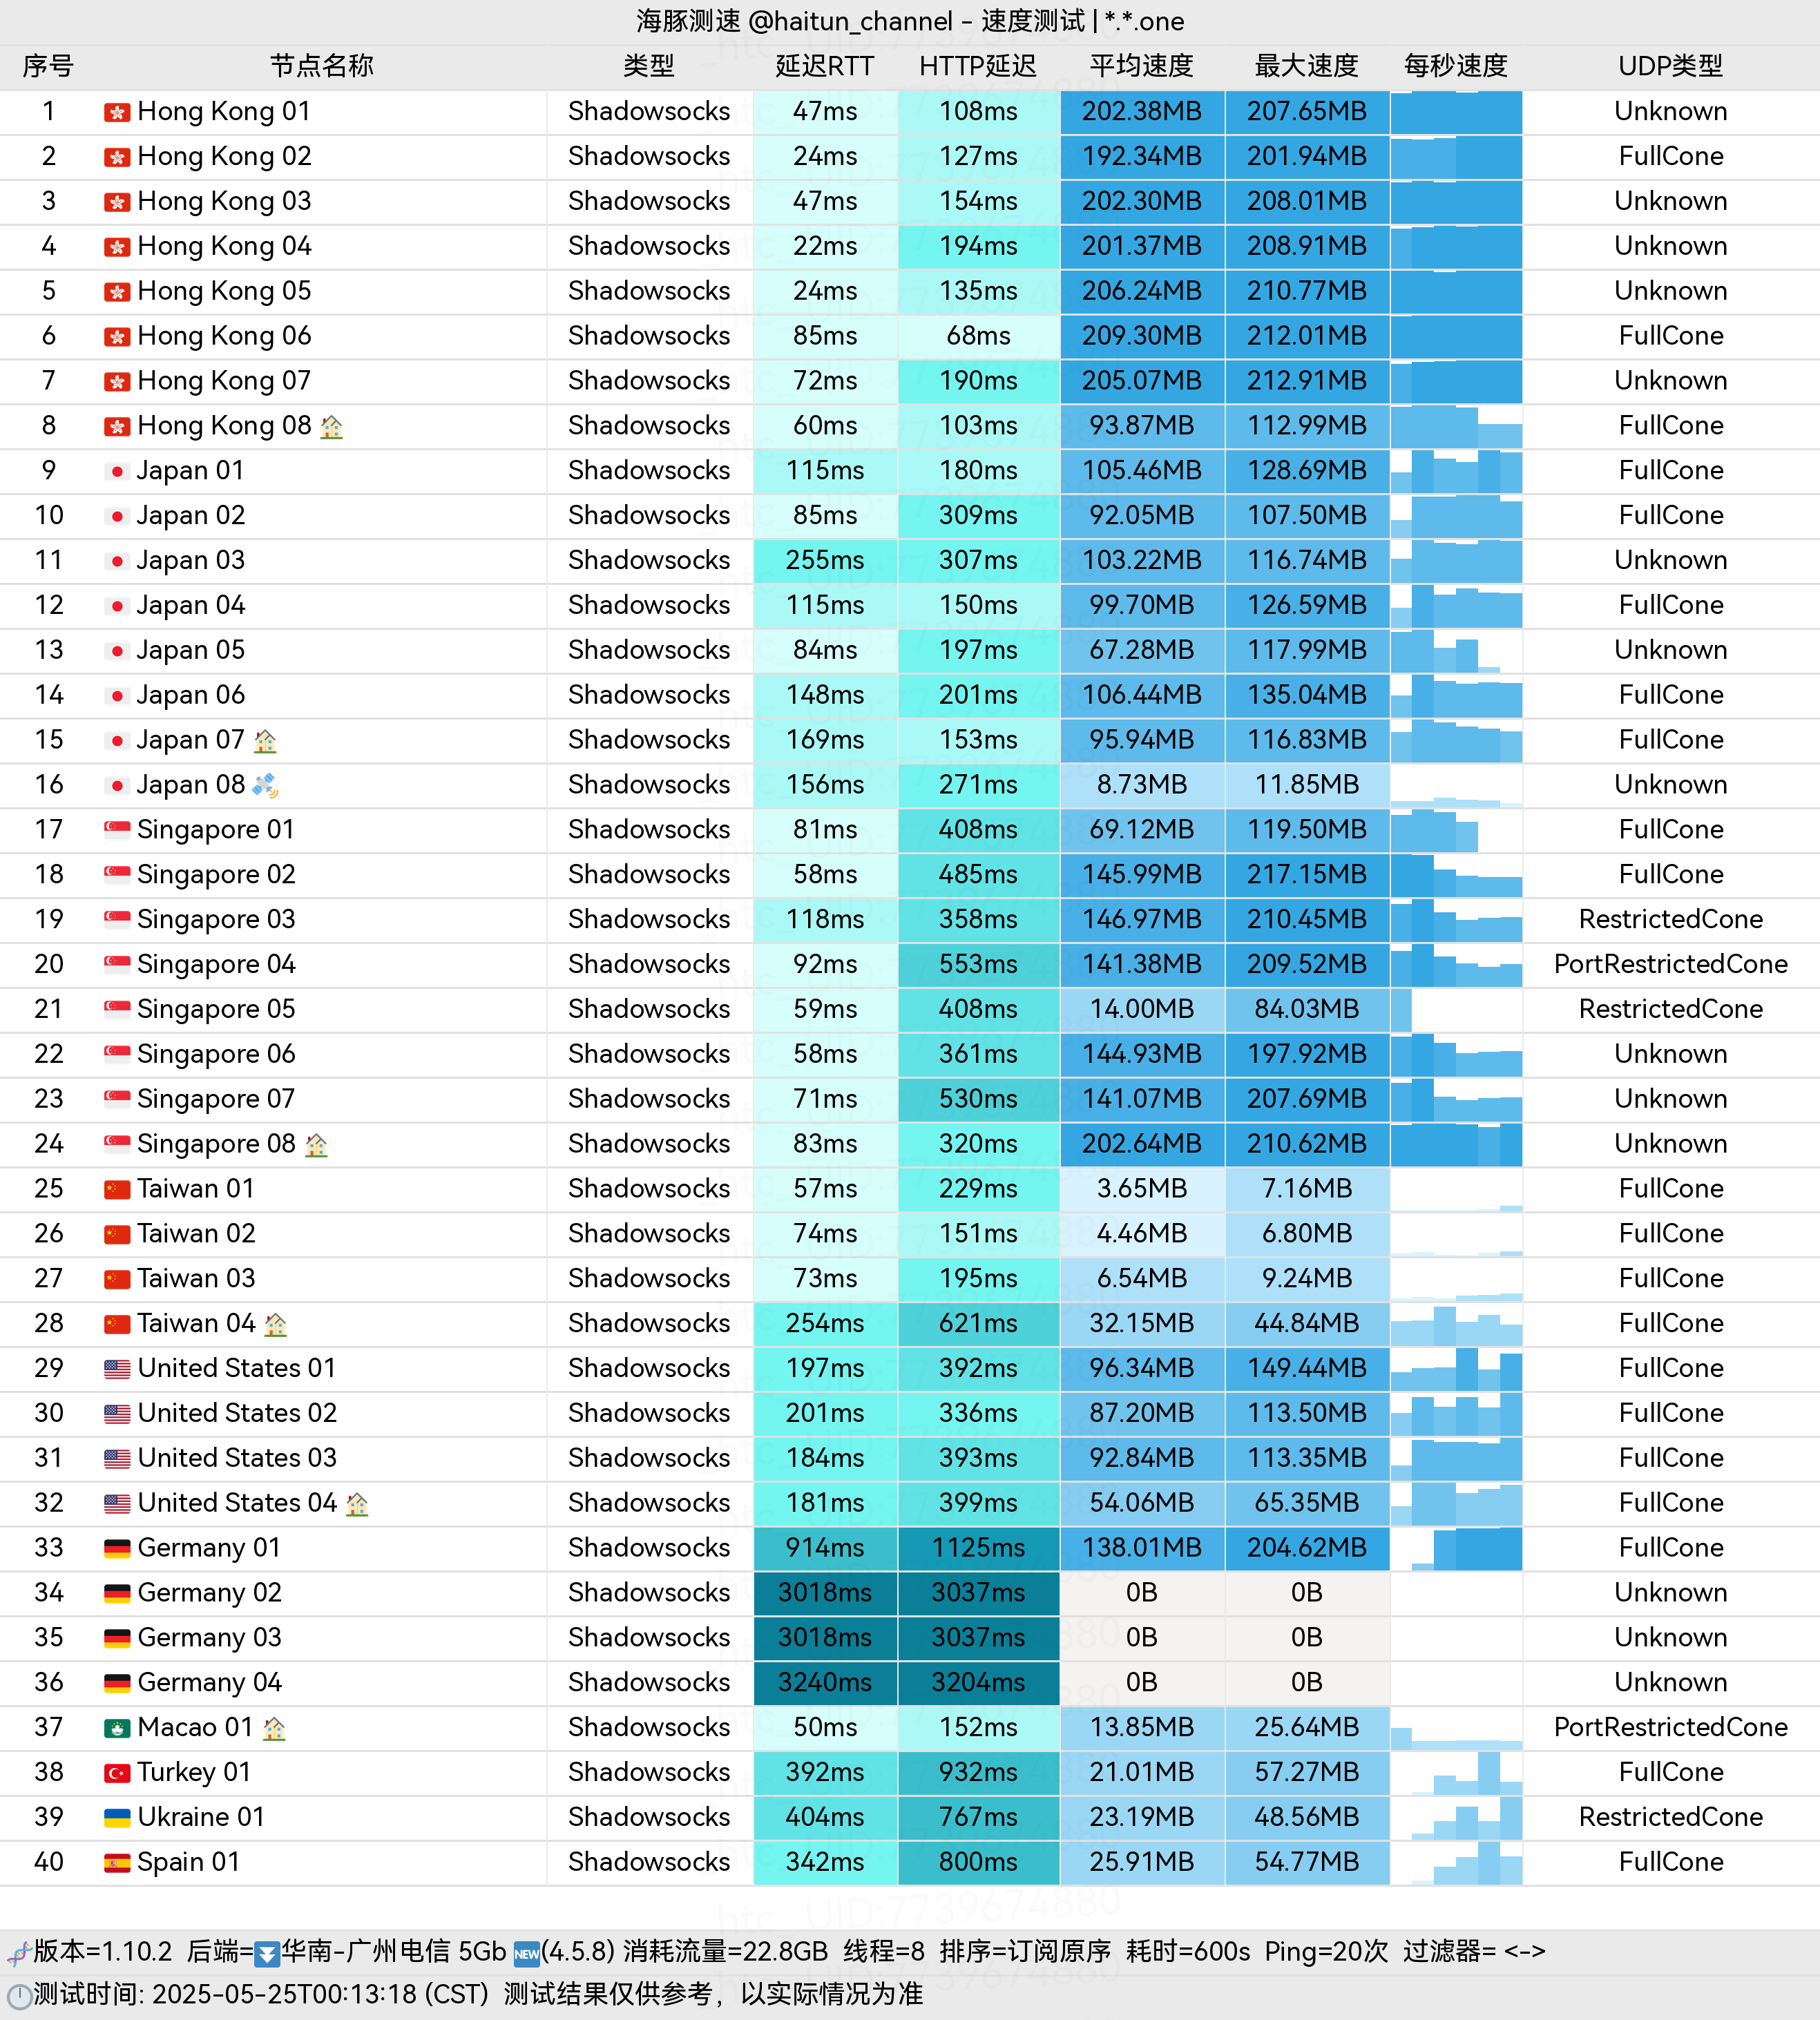 海豚测速 @haitun_channel - 速度测试 | *.*.one
序号 节点名称 类型 延迟RTT HTTP延迟 平均速度 最大速度 每秒速度 UDP类型
1 Hong Kong 01 Shadowsocks 47ms 108ms 202.38MB 207.65MB Unknown
2 Hong Kong 02 Shadowsocks 24ms 127ms 192.34MB 201.94MB FullCone
3 Hong Kong 03 Shadowsocks 47ms 154ms 202.30MB 208.01MB Unknown
4 Hong Kong 04 Shadowsocks 22ms 194ms 201.37MB 208.91MB Unknown
5 Hong Kong 05 Shadowsocks 24ms 135ms 206.24MB 210.77MB Unknown
6 Hong Kong 06 Shadowsocks 85ms 68ms 209.30MB 212.01MB FullCone
7 Hong Kong 07 Shadowsocks 72ms 190ms 205.07MB 212.91MB Unknown
8 Hong Kong 08 🏠 Shadowsocks 60ms 103ms 93.87MB 112.99MB FullCone
9 Japan 01 Shadowsocks 115ms 180ms 105.46MB 128.69MB FullCone
10 Japan 02 Shadowsocks 85ms 309ms 92.05MB 107.50MB FullCone
11 Japan 03 Shadowsocks 255ms 307ms 103.22MB 116.74MB Unknown
12 Japan 04 Shadowsocks 115ms 150ms 99.70MB 126.59MB FullCone
13 Japan 05 Shadowsocks 84ms 197ms 67.28MB 117.99MB Unknown
14 Japan 06 Shadowsocks 148ms 201ms 106.44MB 135.04MB FullCone
15 Japan 07 🏠 Shadowsocks 169ms 153ms 95.94MB 116.83MB FullCone
16 Japan 08 🛰 Shadowsocks 156ms 271ms 8.73MB 11.85MB Unknown
17 Singapore 01 Shadowsocks 81ms 408ms 69.12MB 119.50MB FullCone
18 Singapore 02 Shadowsocks 58ms 485ms 145.99MB 217.15MB FullCone
19 Singapore 03 Shadowsocks 118ms 358ms 146.97MB 210.45MB RestrictedCone
20 Singapore 04 Shadowsocks 92ms 553ms 141.38MB 209.52MB PortRestrictedCone
21 Singapore 05 Shadowsocks 59ms 408ms 14.00MB 84.03MB RestrictedCone
22 Singapore 06 Shadowsocks 58ms 361ms 144.93MB 197.92MB Unknown
23 Singapore 07 Shadowsocks 71ms 530ms 141.07MB 207.69MB Unknown
24 Singapore 08 🏠 Shadowsocks 83ms 320ms 202.64MB 210.62MB Unknown
25 Taiwan 01 Shadowsocks 57ms 229ms 3.65MB 7.16MB FullCone
26 Taiwan 02 Shadowsocks 74ms 151ms 4.46MB 6.80MB FullCone
27 Taiwan 03 Shadowsocks 73ms 195ms 6.54MB 9.24MB FullCone
28 Taiwan 04 🏠 Shadowsocks 254ms 621ms 32.15MB 44.84MB FullCone
29 United States 01 Shadowsocks 197ms 392ms 96.34MB 149.44MB FullCone
30 United States 02 Shadowsocks 201ms 336ms 87.20MB 113.50MB FullCone
31 United States 03 Shadowsocks 184ms 393ms 92.84MB 113.35MB FullCone
32 United States 04 🏠 Shadowsocks 181ms 399ms 54.06MB 65.35MB FullCone
33 Germany 01 Shadowsocks 914ms 1125ms 138.01MB 204.62MB FullCone
34 Germany 02 Shadowsocks 3018ms 3037ms 0B 0B Unknown
35 Germany 03 Shadowsocks 3018ms 3037ms 0B 0B Unknown
36 Germany 04 Shadowsocks 3240ms 3204ms 0B 0B Unknown
37 Macao 01 🏠 Shadowsocks 50ms 152ms 13.85MB 25.64MB PortRestrictedCone
38 Turkey 01 Shadowsocks 392ms 932ms 21.01MB 57.27MB FullCone
39 Ukraine 01 Shadowsocks 404ms 767ms 23.19MB 48.56MB RestrictedCone
40 Spain 01 Shadowsocks 342ms 800ms 25.91MB 54.77MB FullCone
htc_ UID:7739674880
版本=1.10.2 后端=⏬华南-广州电信 5Gb 🆕(4.5.8) 消耗流量=22.8GB 线程=8 排序=订阅原序 耗时=600s Ping=20次 过滤器= <->
测试时间: 2025-05-25T00:13:18 (CST) 测试结果仅供参考，以实际情况为准